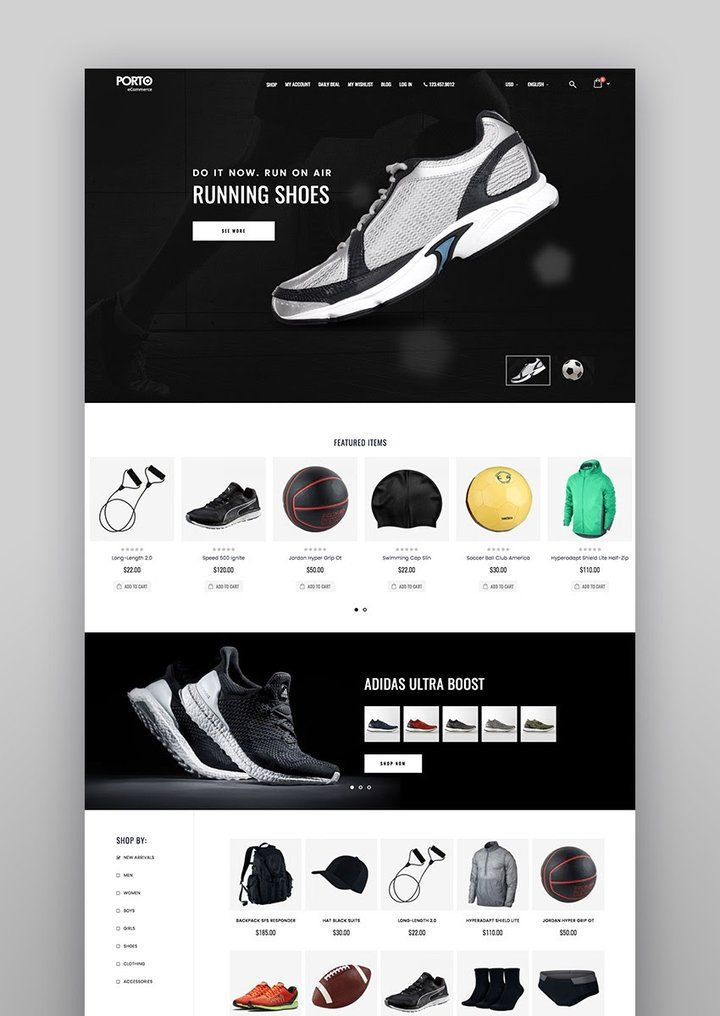 PORTO
eCommerce
SHOP MY ACCOUNT DAILY DEAL MY WISHLIST BLOG LOG IN 123.457.9012 USD ENGLISH
DO IT NOW. RUN ON AIR
RUNNING SHOES
SEE MORE
FEATURED ITEMS
Long-Length 2.0 Speed 500 Ignite Jordan Hyper Grip Ot Swimming Cap Slin Soccer Ball Club America Hyperadapt Shield Lite Half-Zip
$22.00 $120.00 $50.00 $22.00 $30.00 $110.00
ADD TO CART ADD TO CART ADD TO CART ADD TO CART ADD TO CART ADD TO CART
ADIDAS ULTRA BOOST
SHOP NOW
SHOP BY:
NEW ARRIVALS
MEN
WOMEN
BOYS
GIRLS
SHOES
CLOTHING
ACCESSORIES
BACKPACK SFS RESPONDER HAT BLACK SUITS LONG-LENGTH 2.0 HYPERADAPT SHIELD LITE JORDAN HYPER GRIP OT
$185.00 $30.00 $22.00 $110.00 $50.00